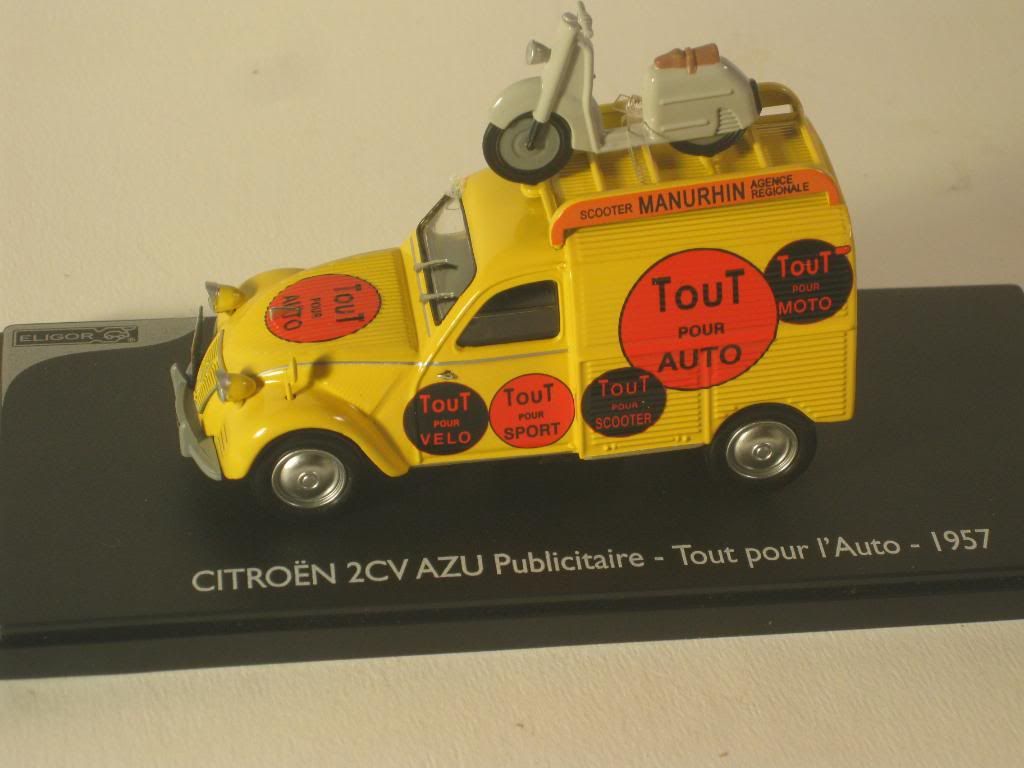 SCOOTER MANURHIN AGENCE
REGIONALE
TouT
POUR
MOTO
TouT
POUR
AUTO
TouT
POUR
AUTO
TouT
POUR
VELO
TouT
POUR
SPORT
TouT
POUR
SCOOTER
ELIGOR
CITROËN 2CV AZU Publicitaire - Tout pour l'Auto - 1957